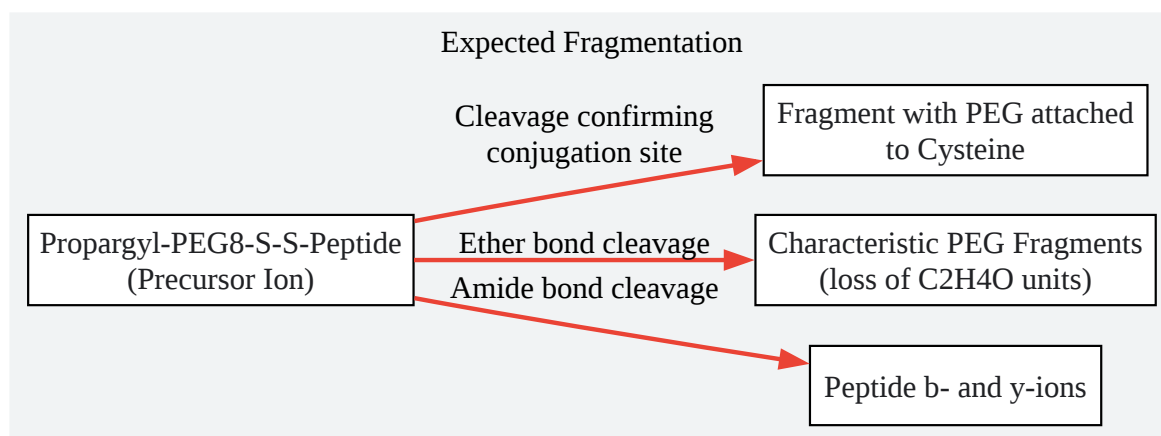 Expected Fragmentation
Cleavage confirming
conjugation site
Fragment with PEG attached
to Cysteine
Propargyl-PEG8-S-S-Peptide
(Precursor Ion)
Ether bond cleavage
Characteristic PEG Fragments
(loss of C2H4O units)
Amide bond cleavage
Peptide b- and y-ions